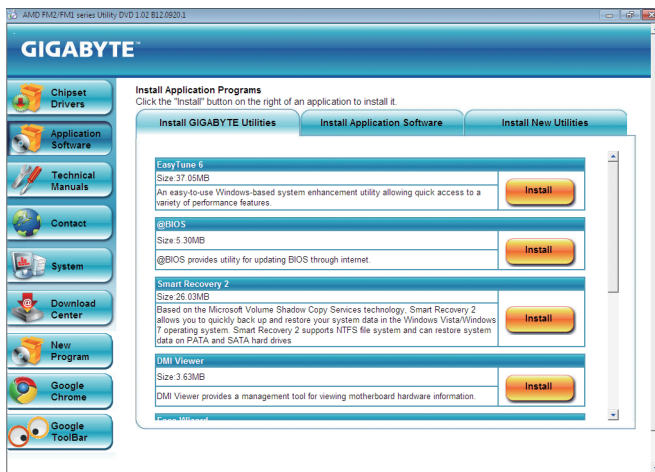 AMD FM2/FM1 series Utility DVD 1.02 B12.0920.1
GIGABYTE™
Chipset
Drivers
Application
Software
Technical
Manuals
Contact
System
Download
Center
New
Program
Google
Chrome
Google
ToolBar
Install Application Programs
Click the "Install" button on the right of an application to install it.
Install GIGABYTE Utilities
Install Application Software
Install New Utilities
EasyTune 6
Size:37.05MB
An easy-to-use Windows-based system enhancement utility allowing quick access to a
variety of performance features.
Install
@BIOS
Size:5.30MB
@BIOS provides utility for updating BIOS through internet.
Install
Smart Recovery 2
Size:26.03MB
Based on the Microsoft Volume Shadow Copy Services technology, Smart Recovery 2
allows you to quickly back up and restore your system data in the Windows Vista/Windows
7 operating system. Smart Recovery 2 supports NTFS file system and can restore system
data on PATA and SATA hard drives
Install
DMI Viewer
Size:3.63MB
DMI Viewer provides a management tool for viewing motherboard hardware information.
Install